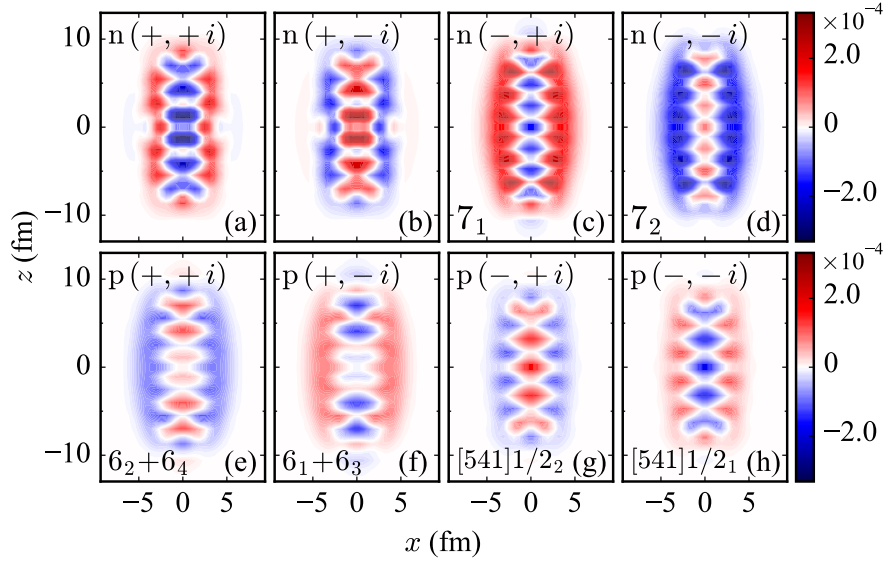 ×10⁻⁴
10 n (+, +i) n (+, −i) n (−, +i) n (−, −i)
2.0
0
0
−2.0
−10 (a) (b) 7₁ (c) 7₂ (d)
×10⁻⁴
10 p (+, +i) p (+, −i) p (−, +i) p (−, −i)
2.0
0
0
−2.0
−10 6₂+6₄ (e) 6₁+6₃ (f) [541]1/2₂ (g) [541]1/2₁ (h)
−5 0 5 −5 0 5 −5 0 5 −5 0 5
x (fm)
z (fm)